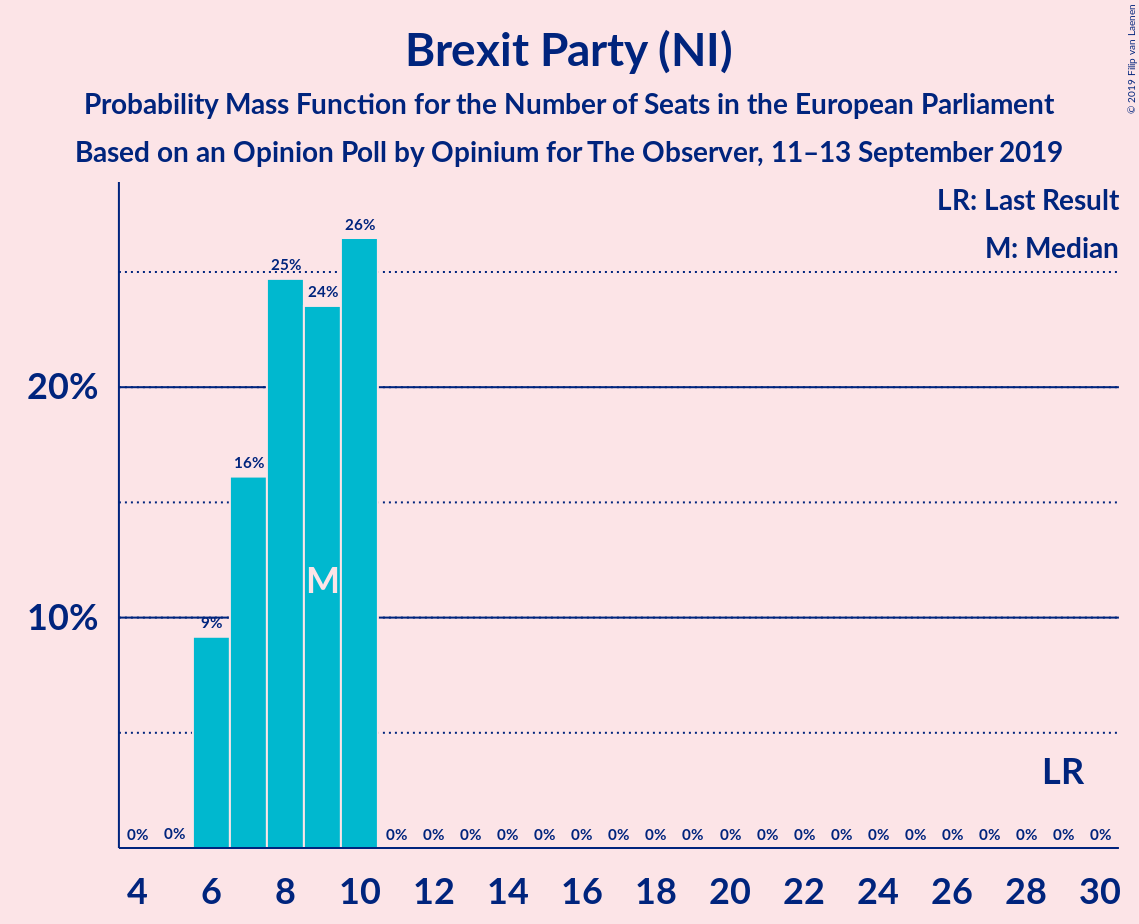 Brexit Party (NI)
Probability Mass Function for the Number of Seats in the European Parliament
Based on an Opinion Poll by Opinium for The Observer, 11–13 September 2019
© 2019 Filip van Laenen
LR: Last Result
M: Median
26%
25%
24%
20%
16%
M
10%
9%
LR
0% 0% 0% 0% 0% 0% 0% 0% 0% 0% 0% 0% 0% 0% 0% 0% 0% 0% 0% 0% 0% 0%
4 6 8 10 12 14 16 18 20 22 24 26 28 30